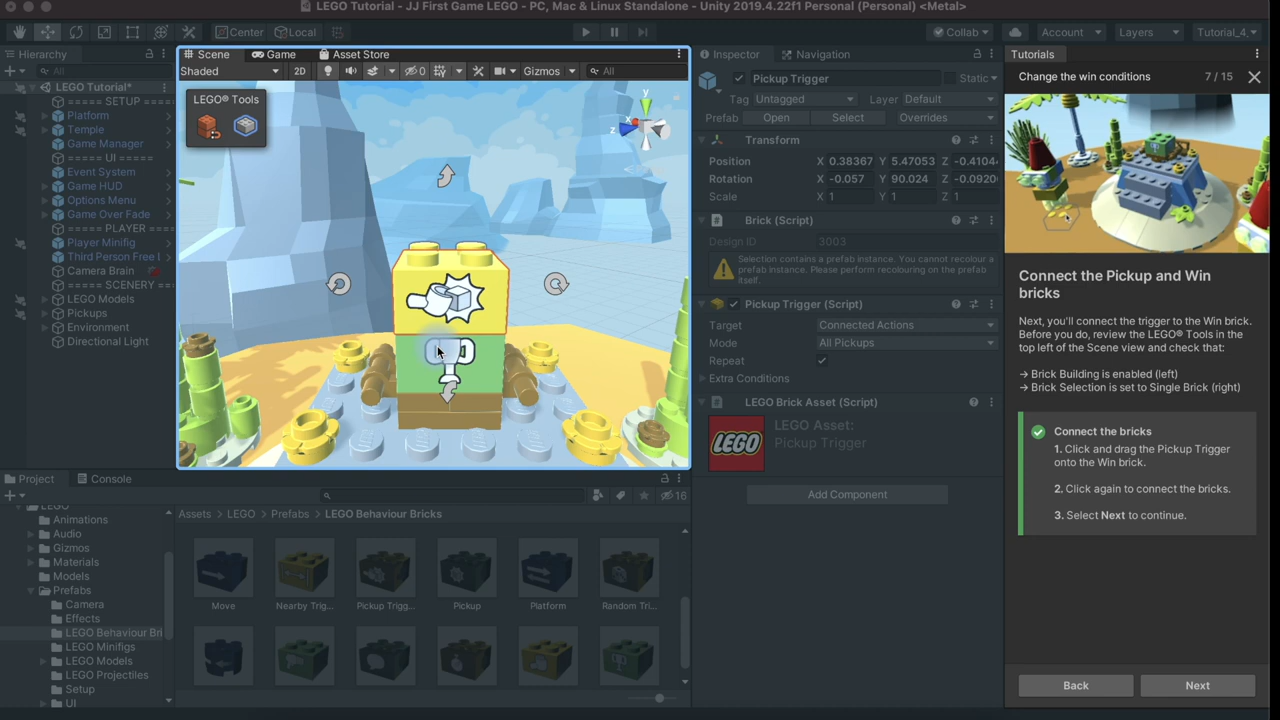 LEGO Tutorial - JJ First Game LEGO - PC, Mac & Linux Standalone - Unity 2019.4.22f1 Personal (Personal) <Metal>
Center
Local
Collab
Account
Layers
Tutorial_4.
Hierarchy
All
LEGO Tutorial*
===== SETUP ====
Platform
Temple
Game Manager
===== UI =====
Event System
Game HUD
Options Menu
Game Over Fade
===== PLAYER ====
Player Minifig
Third Person Free l
Camera Brain
===== SCENERY ==
LEGO Models
Pickups
Environment
Directional Light
Scene
Game
Asset Store
Shaded
2D
0
Gizmos
All
LEGO® Tools
y
x
z
Inspector
Navigation
Pickup Trigger
Static
Tag
Untagged
Layer
Default
Prefab
Open
Select
Overrides
Transform
Position
X 0.38367
Y 5.47053
Z -0.4104
Rotation
X -0.057
Y 90.024
Z -0.0920
Scale
X 1
Y 1
Z 1
Brick (Script)
Design ID
3003
Selection contains a prefab instance. You cannot recolour a
prefab instance. Please perform recolouring on the prefab
itself.
Pickup Trigger (Script)
Target
Connected Actions
Mode
All Pickups
Repeat
Extra Conditions
LEGO Brick Asset (Script)
LEGO
LEGO Asset:
Pickup Trigger
Add Component
Tutorials
Change the win conditions
7 / 15
Connect the Pickup and Win
bricks
Next, you'll connect the trigger to the Win brick.
Before you do, review the LEGO® Tools in the
top left of the Scene view and check that:
→ Brick Building is enabled (left)
→ Brick Selection is set to Single Brick (right)
Connect the bricks
1. Click and drag the Pickup Trigger
onto the Win brick.
2. Click again to connect the bricks.
3. Select Next to continue.
Back
Next
Project
Console
16
LEGO
Animations
Audio
Gizmos
Materials
Models
Prefabs
Camera
Effects
LEGO Behaviour Bri
LEGO Minifigs
LEGO Models
LEGO Projectiles
Setup
UI
Assets > LEGO > Prefabs > LEGO Behaviour Bricks
Move
Nearby Trig...
Pickup Trigg...
Pickup
Platform
Random Tri...